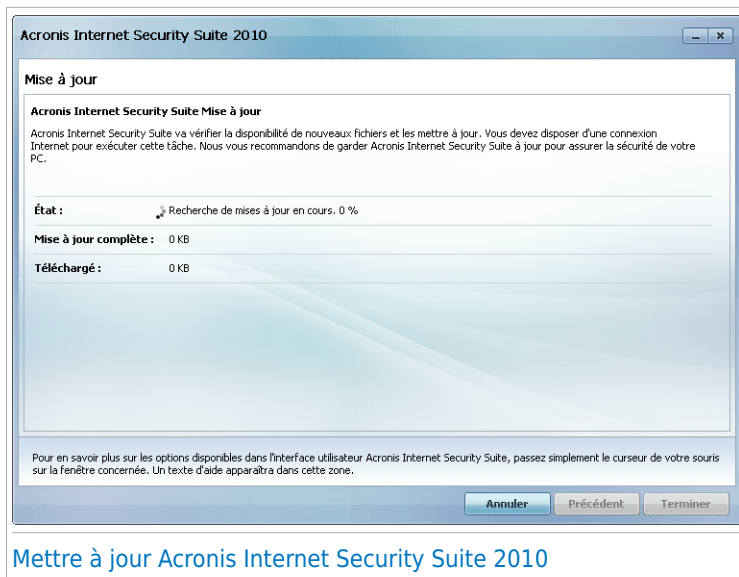 Acronis Internet Security Suite 2010
Mise à jour
Acronis Internet Security Suite Mise à jour
Acronis Internet Security Suite va vérifier la disponibilité de nouveaux fichiers et les mettre à jour. Vous devez disposer d'une connexion
Internet pour exécuter cette tâche. Nous vous recommandons de garder Acronis Internet Security Suite à jour pour assurer la sécurité de votre
PC.
État : Recherche de mises à jour en cours. 0 %
Mise à jour complète : 0 KB
Téléchargé : 0 KB
Pour en savoir plus sur les options disponibles dans l'interface utilisateur Acronis Internet Security Suite, passez simplement le curseur de votre souris
sur la fenêtre concernée. Un texte d'aide apparaîtra dans cette zone.
Annuler Précédent Terminer
Mettre à jour Acronis Internet Security Suite 2010